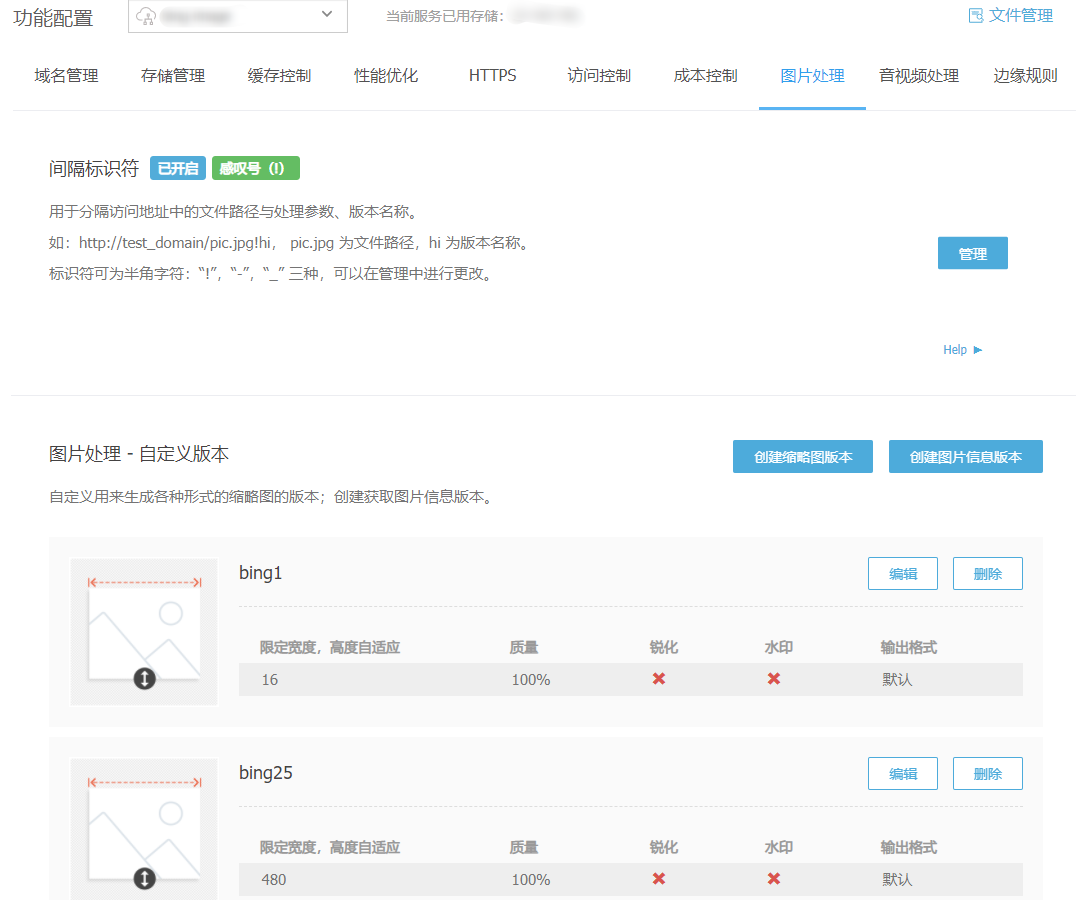 功能配置
当前服务已用存储：
文件管理
域名管理 存储管理 缓存控制 性能优化 HTTPS 访问控制 成本控制 图片处理 音视频处理 边缘规则
间隔标识符 已开启 感叹号（!）
用于分隔访问地址中的文件路径与处理参数、版本名称。
如：http://test_domain/pic.jpg!hi， pic.jpg 为文件路径，hi 为版本名称。
标识符可为半角字符：“!”，“-”，“_” 三种，可以在管理中进行更改。
管理
Help
图片处理 - 自定义版本
创建缩略图版本 创建图片信息版本
自定义用来生成各种形式的缩略图的版本；创建获取图片信息版本。
bing1 编辑 删除
限定宽度，高度自适应 质量 锐化 水印 输出格式
16 100% 默认
bing25 编辑 删除
限定宽度，高度自适应 质量 锐化 水印 输出格式
480 100% 默认